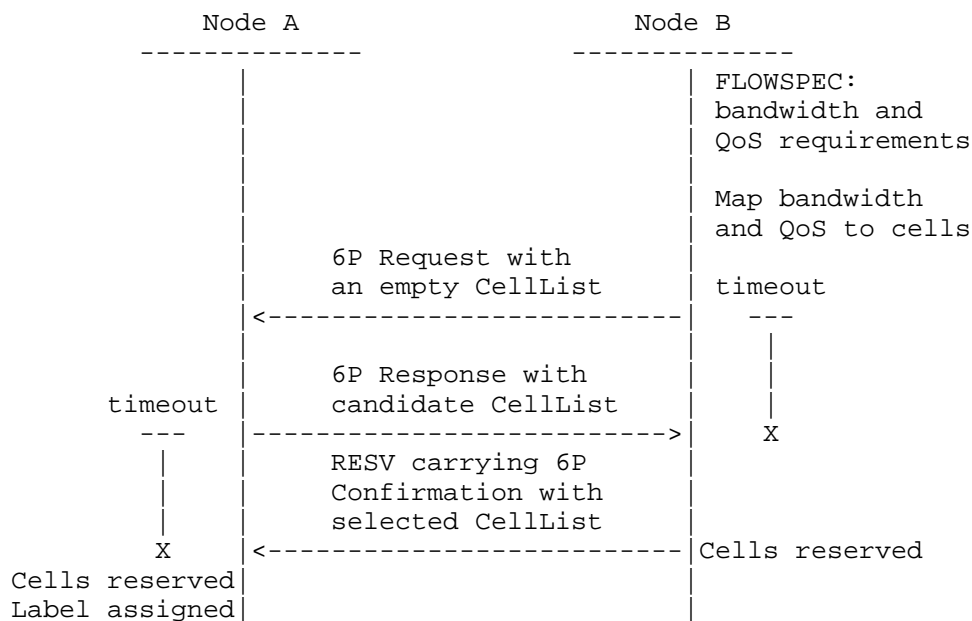 Node A Node B
FLOWSPEC:
bandwidth and
QoS requirements
Map bandwidth
and QoS to cells
6P Request with
an empty CellList timeout
6P Response with
timeout candidate CellList
X
RESV carrying 6P
Confirmation with
selected CellList
X Cells reserved
Cells reserved
Label assigned